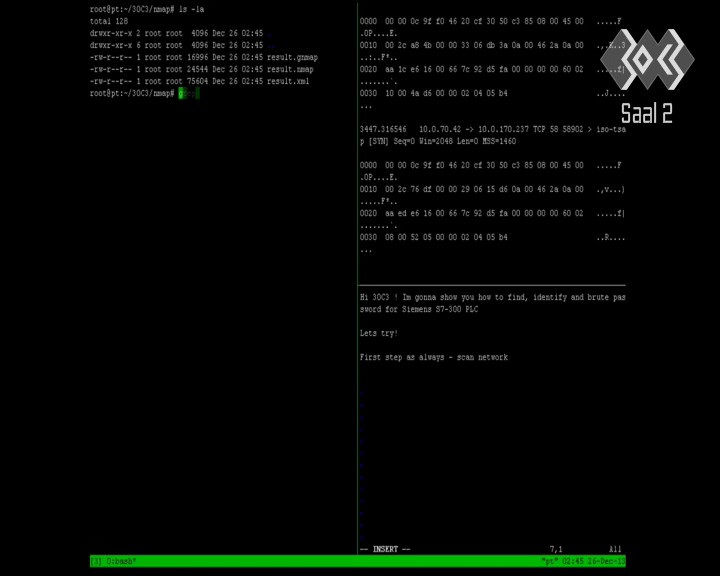 root@pt:~/30C3/nmap# ls -la
total 128
drwxr-xr-x 2 root root  4096 Dec 26 02:45 .
drwxr-xr-x 6 root root  4096 Dec 26 02:45 ..
-rw-r--r-- 1 root root 16996 Dec 26 02:45 result.gnmap
-rw-r--r-- 1 root root 24544 Dec 26 02:45 result.nmap
-rw-r--r-- 1 root root 75604 Dec 26 02:45 result.xml
root@pt:~/30C3/nmap#
0000  00 00 0c 9f f0 46 20 cf 30 50 c3 85 08 00 45 00   .....F
.0P....E.
0010  00 2c a8 4b 00 00 33 06 db 3a 0a 00 46 2a 0a 00   .,.K..3
..:..F*..
0020  aa 1c e6 16 00 66 7c 92 d5 fa 00 00 00 00 60 02   .....f|
.......`.
0030  10 00 4a d6 00 00 02 04 05 b4   ..J....
...
3447.316546   10.0.70.42 -> 10.0.170.237 TCP 58 58902 > iso-tsa
p [SYN] Seq=0 Win=2048 Len=0 MSS=1460
0000  00 00 0c 9f f0 46 20 cf 30 50 c3 85 08 00 45 00   .....F
.0P....E.
0010  00 2c 76 df 00 00 29 06 15 d6 0a 00 46 2a 0a 00   .,v...)
.....F*..
0020  aa ed e6 16 00 66 7c 92 d5 fa 00 00 00 00 60 02   .....f|
.......`.
0030  08 00 52 05 00 00 02 04 05 b4   ..R....
...
Hi 30C3 ! Im gonna show you how to find, identify and brute pas
sword for Siemens S7-300 PLC
Lets try!
First step as always - scan network
~
~
~
~
~
~
~
~
~
~
~
-- INSERT --   7,1   All
[3] 0:bash*   "pt" 02:45 26-Dec-13
30C3
Saal 2